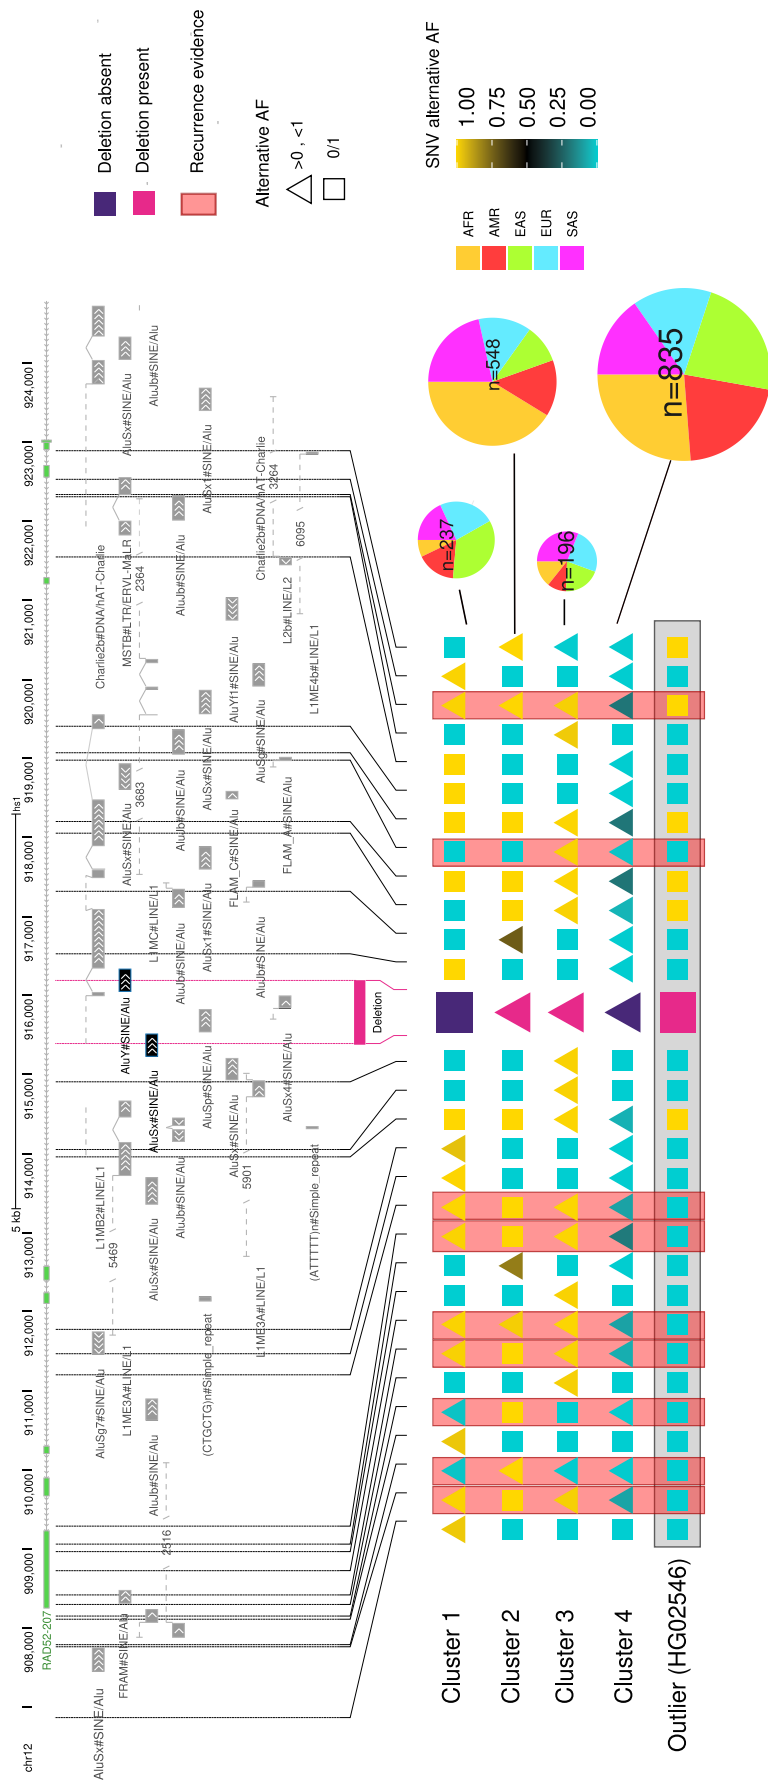 chr12
5 kb
hs1
908,000
909,000
910,000
911,000
912,000
913,000
914,000
915,000
916,000
917,000
918,000
919,000
920,000
921,000
922,000
923,000
924,000
RAD52-207
AluSx#SINE/Alu
AluSg7#SINE/Alu
L1MB2#LINE/L1
Charlie2b#DNA/hAT-Charlie
FRAM#SINE/Alu
L1ME3A#LINE/L1
5469
AluY#SINE/Alu
AluSx#SINE/Alu
3683
MSTB#LTR/ERVL-MaLR
2364
AluSx#SINE/Alu
AluJb#SINE/Alu
AluSx#SINE/Alu
AluSx#SINE/Alu
L1MC#LINE/L1
AluJb#SINE/Alu
2516
AluJb#SINE/Alu
AluJb#SINE/Alu
AluJb#SINE/Alu
AluJb#SINE/Alu
(CTGCTG)n#Simple_repeat
AluSp#SINE/Alu
AluSx1#SINE/Alu
AluSx#SINE/Alu
AluSx1#SINE/Alu
AluSx#SINE/Alu
FLAM_C#SINE/Alu
AluYf1#SINE/Alu
5901
L1ME3A#LINE/L1
AluJb#SINE/Alu
AluSg#SINE/Alu
Charlie2b#DNA/hAT-Charlie
3264
AluSx4#SINE/Alu
FLAM_A#SINE/Alu
L2b#LINE/L2
6095
(ATTTTT)n#Simple_repeat
L1ME4b#LINE/L1
Deletion
Deletion absent
Deletion present
Recurrence evidence
Alternative AF
>0 , <1
0/1
SNV alternative AF
1.00
0.75
0.50
0.25
0.00
AFR
AMR
EAS
EUR
SAS
n=237
n=548
n=196
n=835
Cluster 1
Cluster 2
Cluster 3
Cluster 4
Outlier (HG02546)